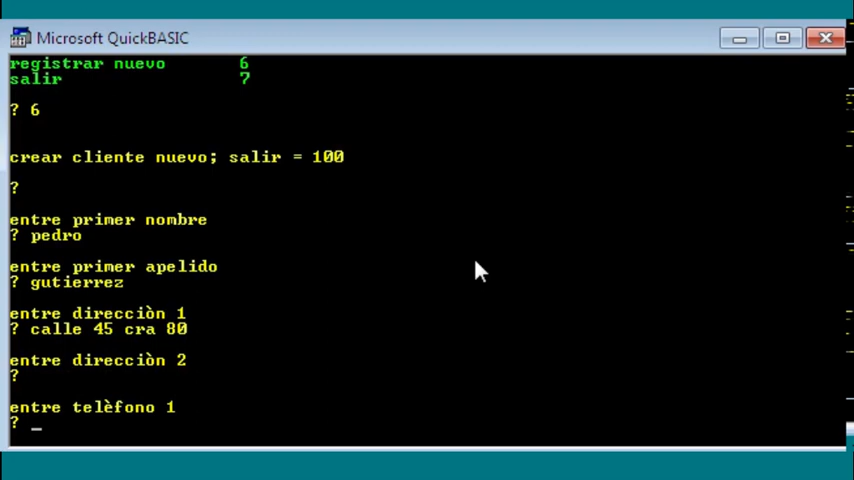 Microsoft QuickBASIC
registrar nuevo 6
salir 7
? 6
crear cliente nuevo; salir = 100
?
entre primer nombre
? pedro
entre primer apelido
? gutierrez
entre direcciòn 1
? calle 45 cra 80
entre direcciòn 2
?
entre telèfono 1
? _